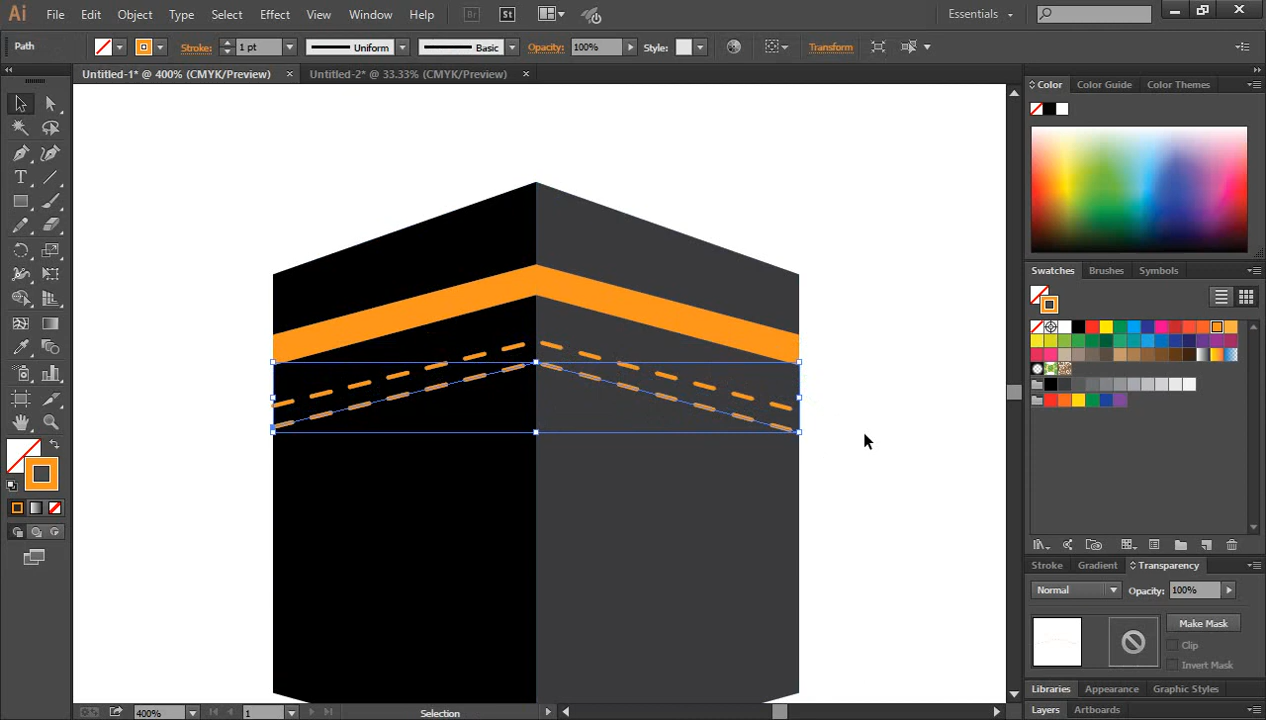 Ai File Edit Object Type Select Effect View Window Help Br St Essentials
Path Stroke: 1 pt Uniform Basic Opacity: 100% Style: Transform
Untitled-1* @ 400% (CMYK/Preview) Untitled-2* @ 33.33% (CMYK/Preview)
Color Color Guide Color Themes
Swatches Brushes Symbols
Stroke Gradient Transparency
Normal Opacity: 100%
Make Mask
Clip
Invert Mask
Libraries Appearance Graphic Styles
Layers Artboards
400% 1 Selection